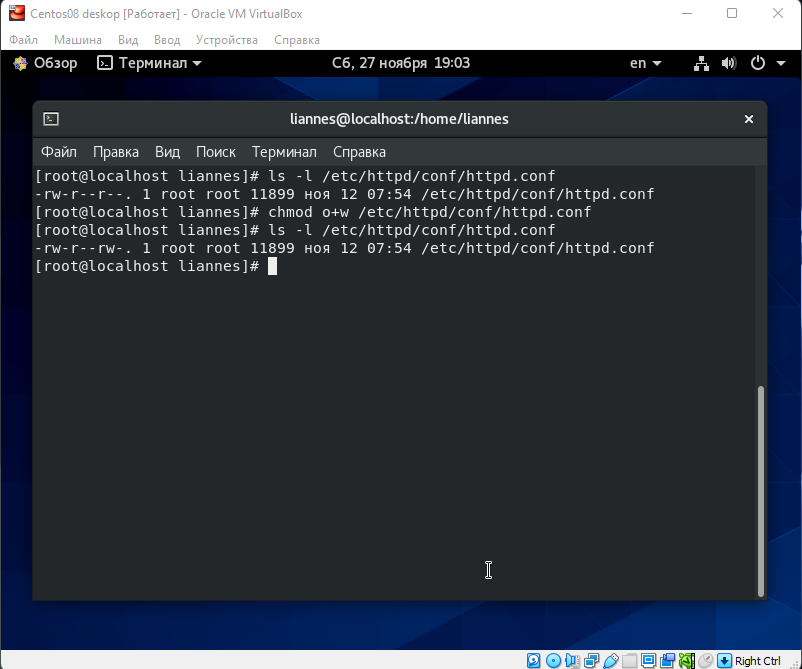 Centos08 deskop [Работает] - Oracle VM VirtualBox
Файл Машина Вид Ввод Устройства Справка
Обзор Терминал Сб, 27 ноября 19:03 en
liannes@localhost:/home/liannes
Файл Правка Вид Поиск Терминал Справка
[root@localhost liannes]# ls -l /etc/httpd/conf/httpd.conf
-rw-r--r--. 1 root root 11899 ноя 12 07:54 /etc/httpd/conf/httpd.conf
[root@localhost liannes]# chmod o+w /etc/httpd/conf/httpd.conf
[root@localhost liannes]# ls -l /etc/httpd/conf/httpd.conf
-rw-r--rw-. 1 root root 11899 ноя 12 07:54 /etc/httpd/conf/httpd.conf
[root@localhost liannes]#
Right Ctrl